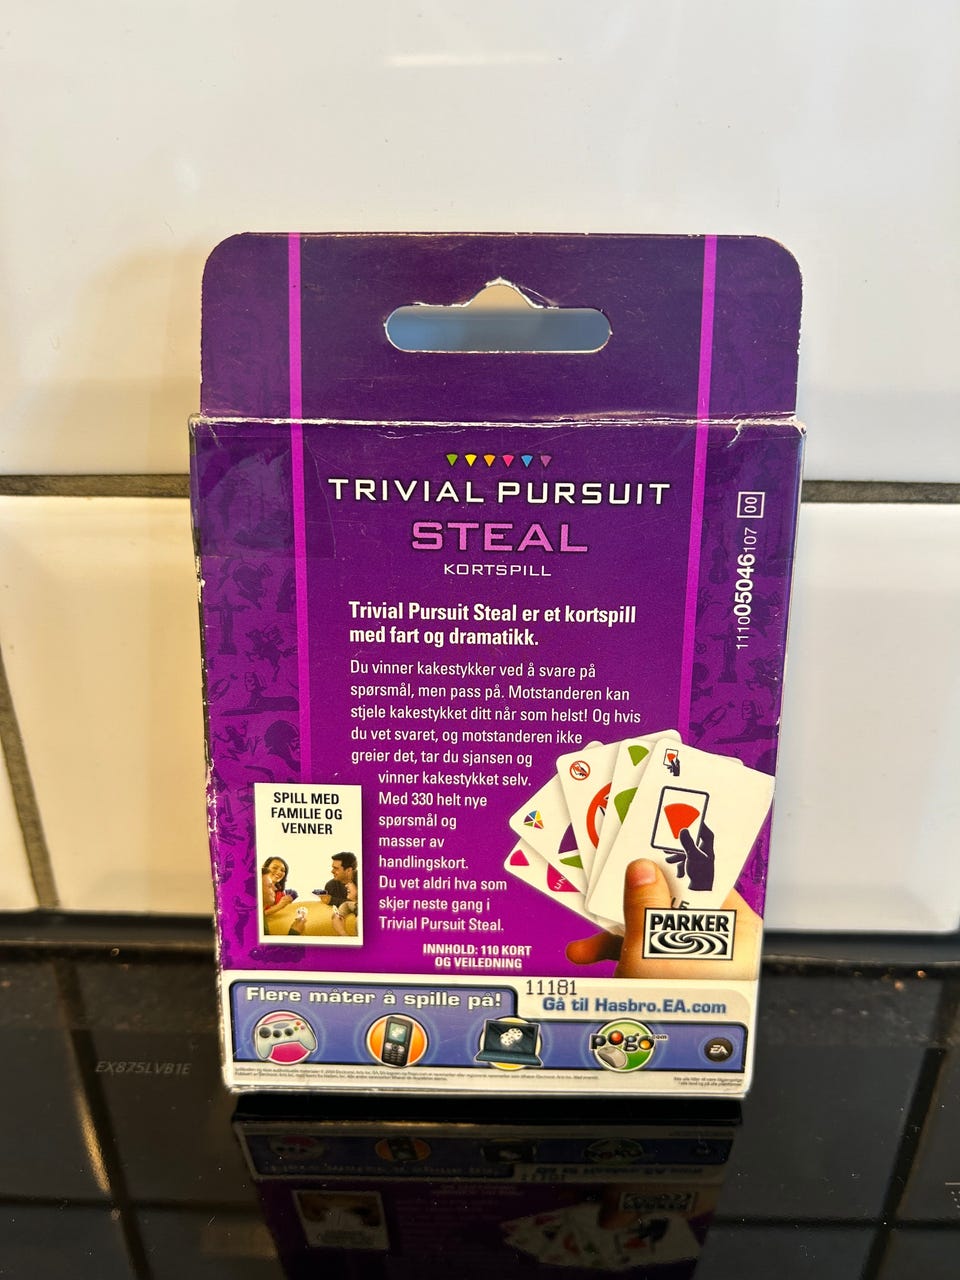 TRIVIAL PURSUIT
STEAL
KORTSPILL
111005046107 00
Trivial Pursuit Steal er et kortspill
med fart og dramatikk.
Du vinner kakestykker ved å svare på
spørsmål, men pass på. Motstanderen kan
stjele kakestykket ditt når som helst! Og hvis
du vet svaret, og motstanderen ikke
greier det, tar du sjansen og
vinner kakestykket selv.
Med 330 helt nye
spørsmål og
masser av
handlingskort.
Du vet aldri hva som
skjer neste gang i
Trivial Pursuit Steal.
SPILL MED
FAMILIE OG
VENNER
INNHOLD: 110 KORT
OG VEILEDNING
PARKER
11181
Flere måter å spille på!
Gå til Hasbro.EA.com
pogo.com
EA
EX875LVB1E